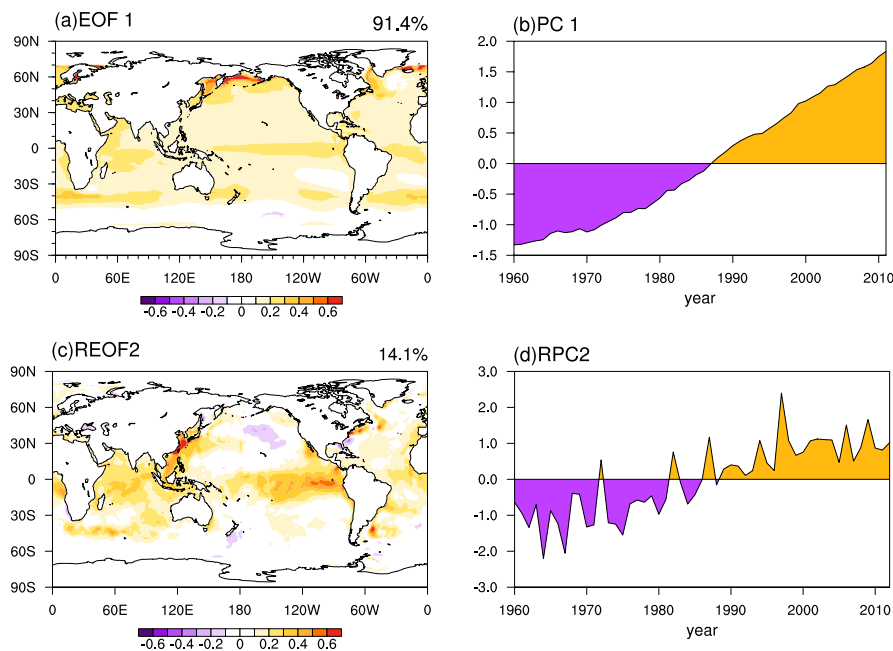 (a)EOF 1
91.4%
90N
60N
30N
0
30S
60S
90S
0 60E 120E 180 120W 60W 0
-0.6 -0.4 -0.2 0 0.2 0.4 0.6
(b)PC 1
2.0
1.5
1.0
0.5
0.0
-0.5
-1.0
-1.5
1960 1970 1980 1990 2000 2010
year
(c)REOF2
14.1%
90N
60N
30N
0
30S
60S
90S
0 60E 120E 180 120W 60W 0
-0.6 -0.4 -0.2 0 0.2 0.4 0.6
(d)RPC2
3.0
2.0
1.0
0.0
-1.0
-2.0
-3.0
1960 1970 1980 1990 2000 2010
year